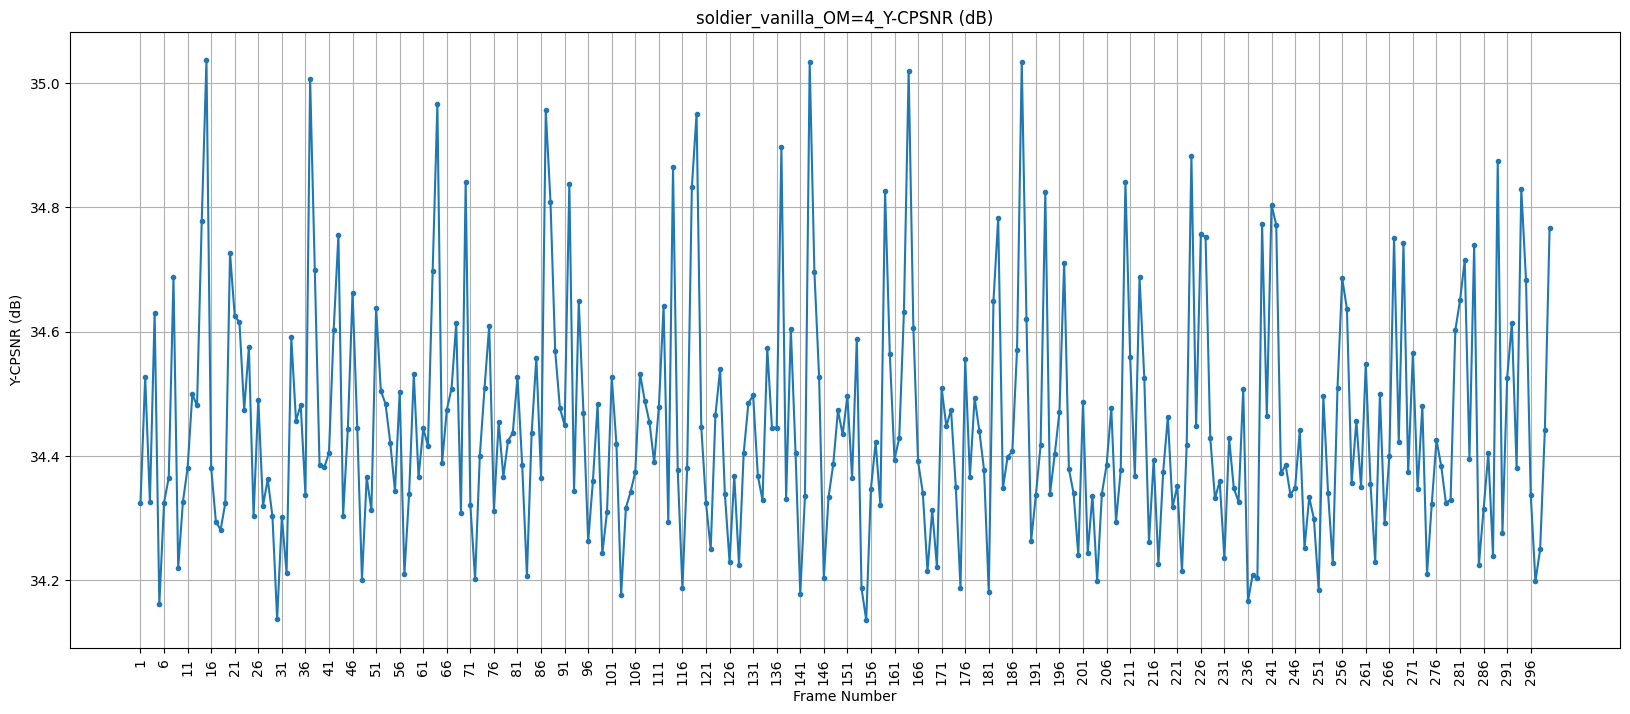 soldier_vanilla_OM=4_Y-CPSNR (dB)
Y-CPSNR (dB)
35.0
34.8
34.6
34.4
34.2
1 6 11 16 21 26 31 36 41 46 51 56 61 66 71 76 81 86 91 96 101 106 111 116 121 126 131 136 141 146 151 156 161 166 171 176 181 186 191 196 201 206 211 216 221 226 231 236 241 246 251 256 261 266 271 276 281 286 291 296
Frame Number